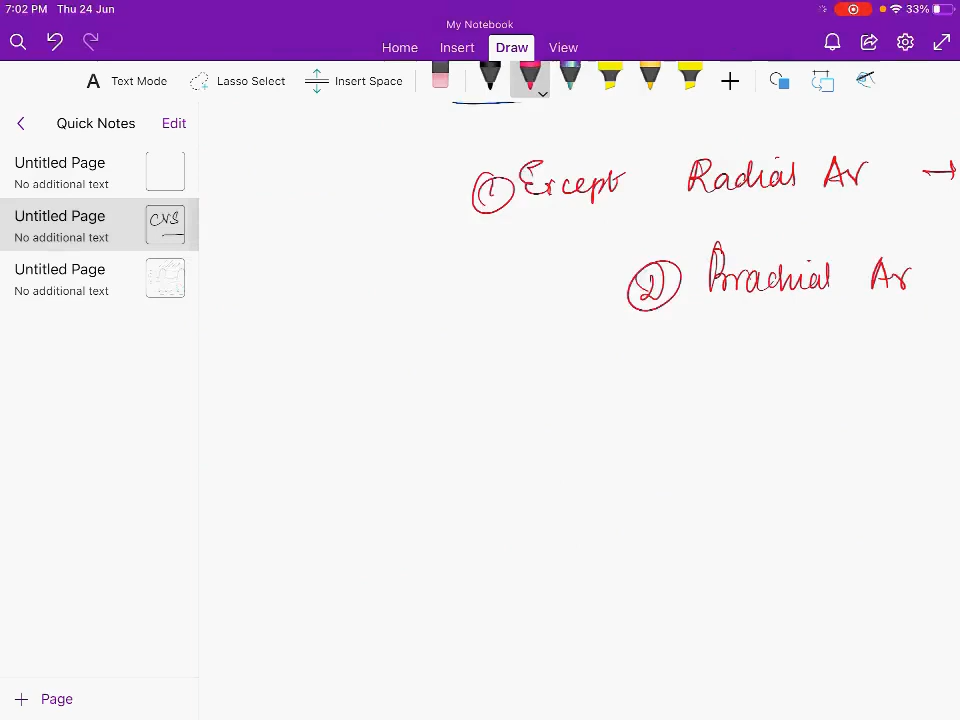 7:02 PM Thu 24 Jun 33%
My Notebook
Home Insert Draw View
A Text Mode Lasso Select Insert Space
Quick Notes Edit
Untitled Page
No additional text
Untitled Page
No additional text
CNS
Untitled Page
No additional text
① Except Radial Ar →
② Brachial Ar
+ Page